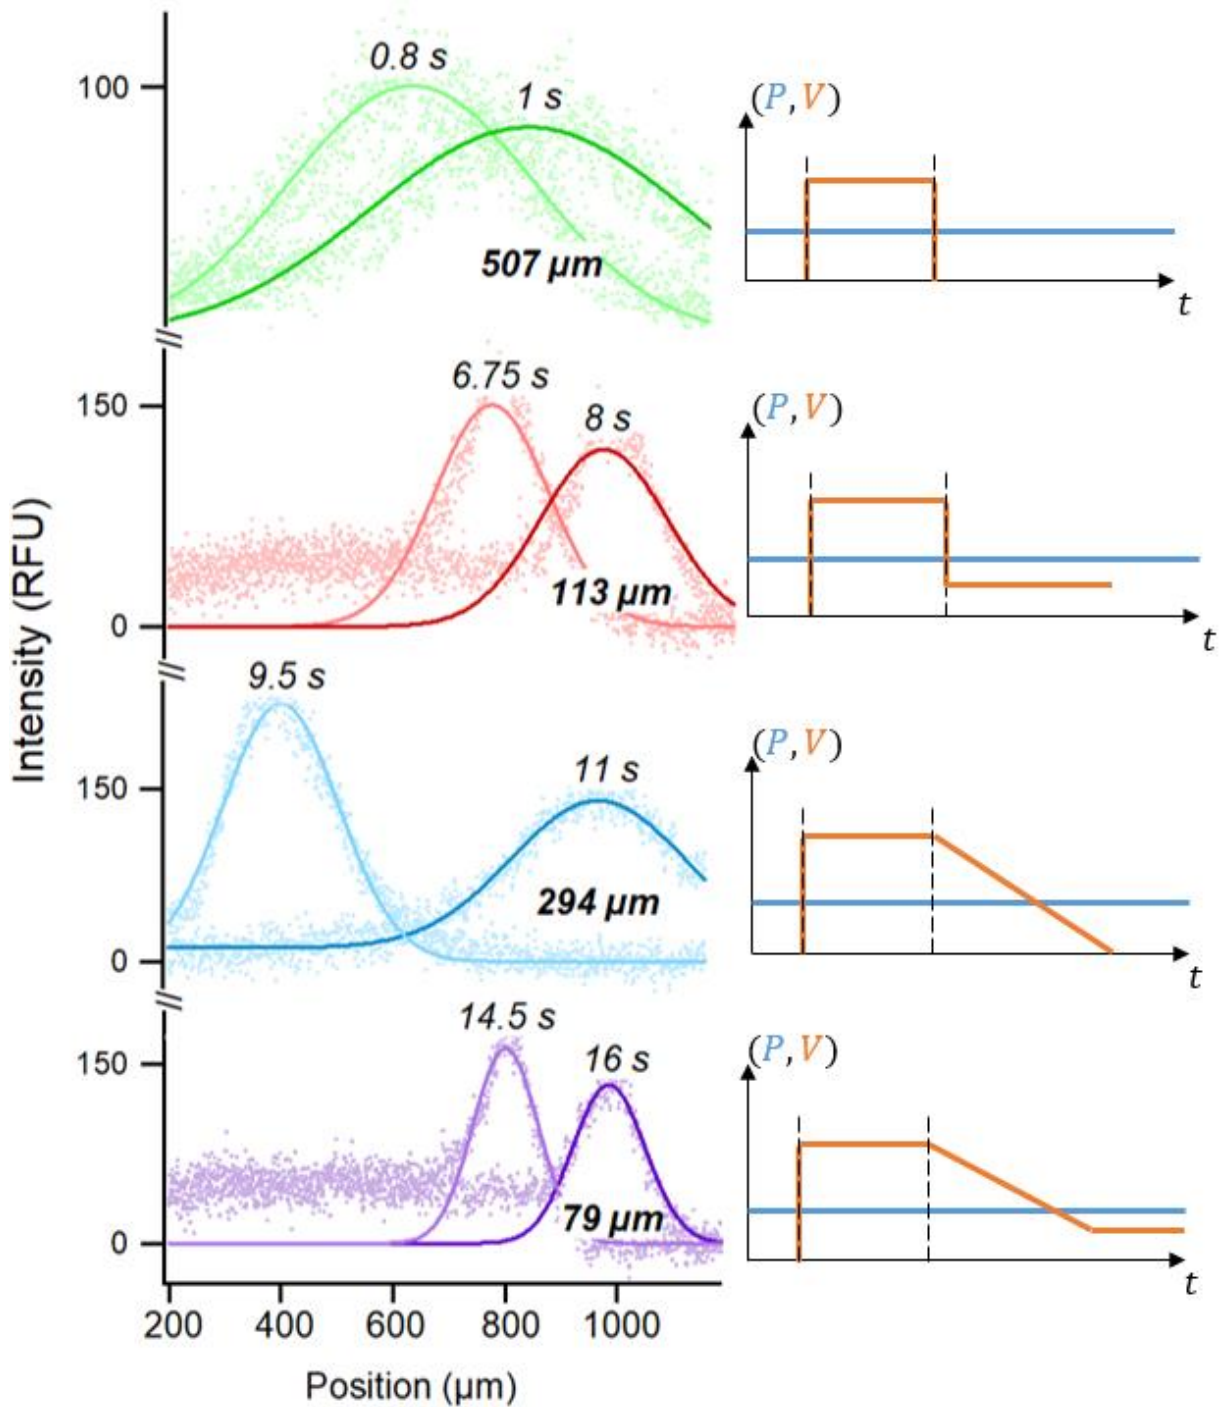 100
0.8 s
1 s
507 µm
(P, V)
t
Intensity (RFU)
150
0
6.75 s
8 s
113 µm
(P, V)
t
150
0
9.5 s
11 s
294 µm
(P, V)
t
150
0
14.5 s
16 s
79 µm
(P, V)
t
200 400 600 800 1000
Position (µm)